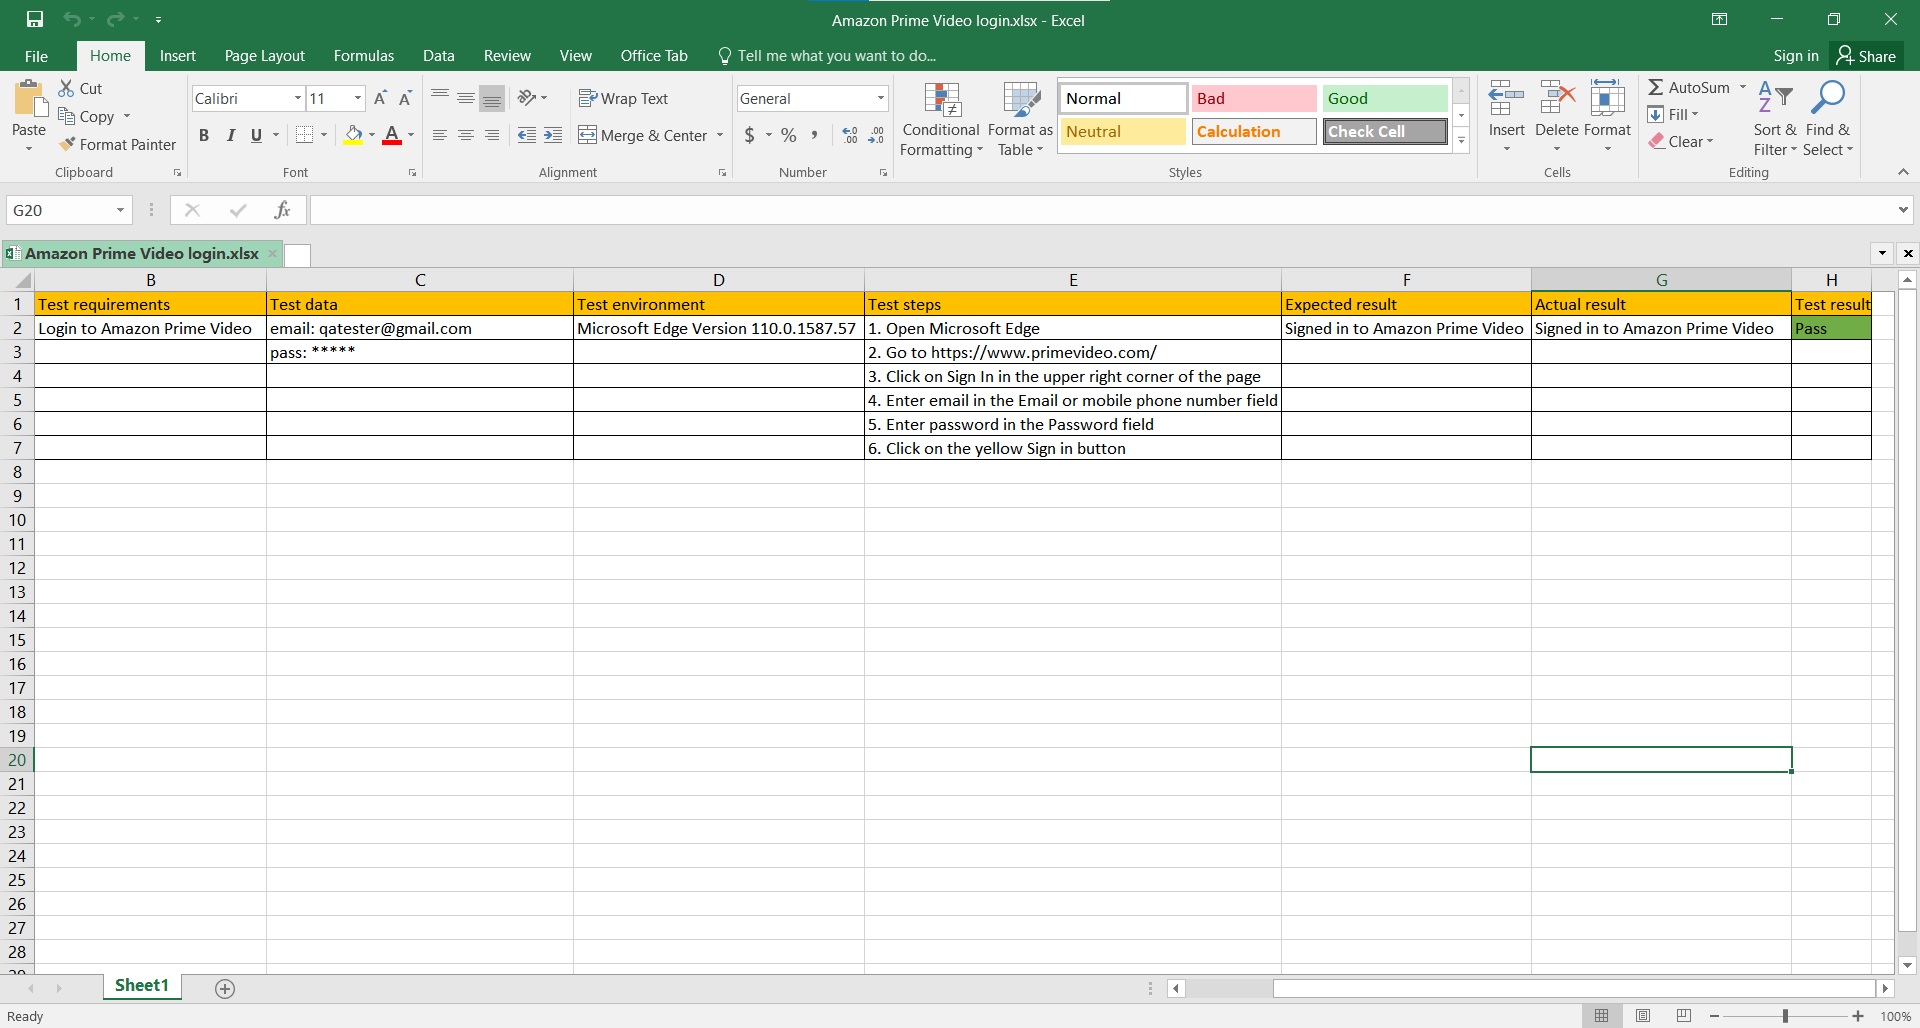 Amazon Prime Video login.xlsx - Excel
File Home Insert Page Layout Formulas Data Review View Office Tab Tell me what you want to do... Sign in Share
Paste
Cut
Copy
Format Painter
Clipboard
Calibri 11 A A
B I U A
Font
Wrap Text
Merge & Center
Alignment
General
$ % , .00 .00
Number
Conditional Formatting
Format as Table
Normal Bad Good
Neutral Calculation Check Cell
Styles
Insert Delete Format
Cells
AutoSum
Fill
Clear
Sort & Filter
Find & Select
Editing
G20 fx
Amazon Prime Video login.xlsx
B C D E F G H
1 Test requirements Test data Test environment Test steps Expected result Actual result Test result
2 Login to Amazon Prime Video email: qatester@gmail.com Microsoft Edge Version 110.0.1587.57 1. Open Microsoft Edge Signed in to Amazon Prime Video Signed in to Amazon Prime Video Pass
3 pass: ***** 2. Go to https://www.primevideo.com/
4 3. Click on Sign In in the upper right corner of the page
5 4. Enter email in the Email or mobile phone number field
6 5. Enter password in the Password field
7 6. Click on the yellow Sign in button
8
9
10
11
12
13
14
15
16
17
18
19
20
21
22
23
24
25
26
27
28
29
Sheet1
Ready 100%